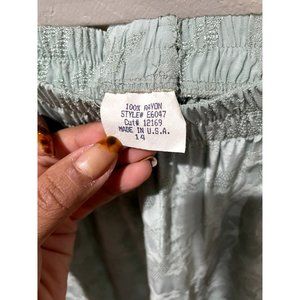 100% RAYON
STYLE# E6047
Cut# 12169
MADE IN U.S.A.
14